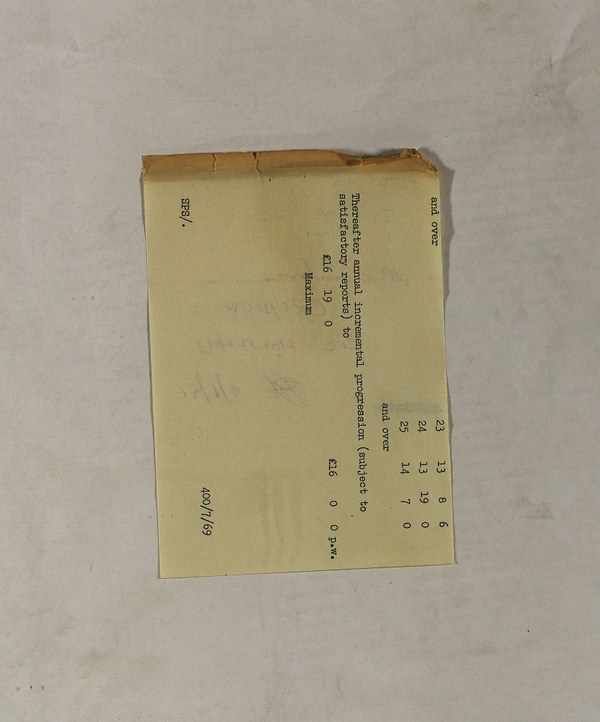 and over 23 13 8 6
24 13 19 0
25 14 7 0
and over
Thereafter annual incremental progression (subject to
satisfactory reports) to
£16 19 0 £16 0 0 p.w.
Maximum
400/7/69
SPS/.